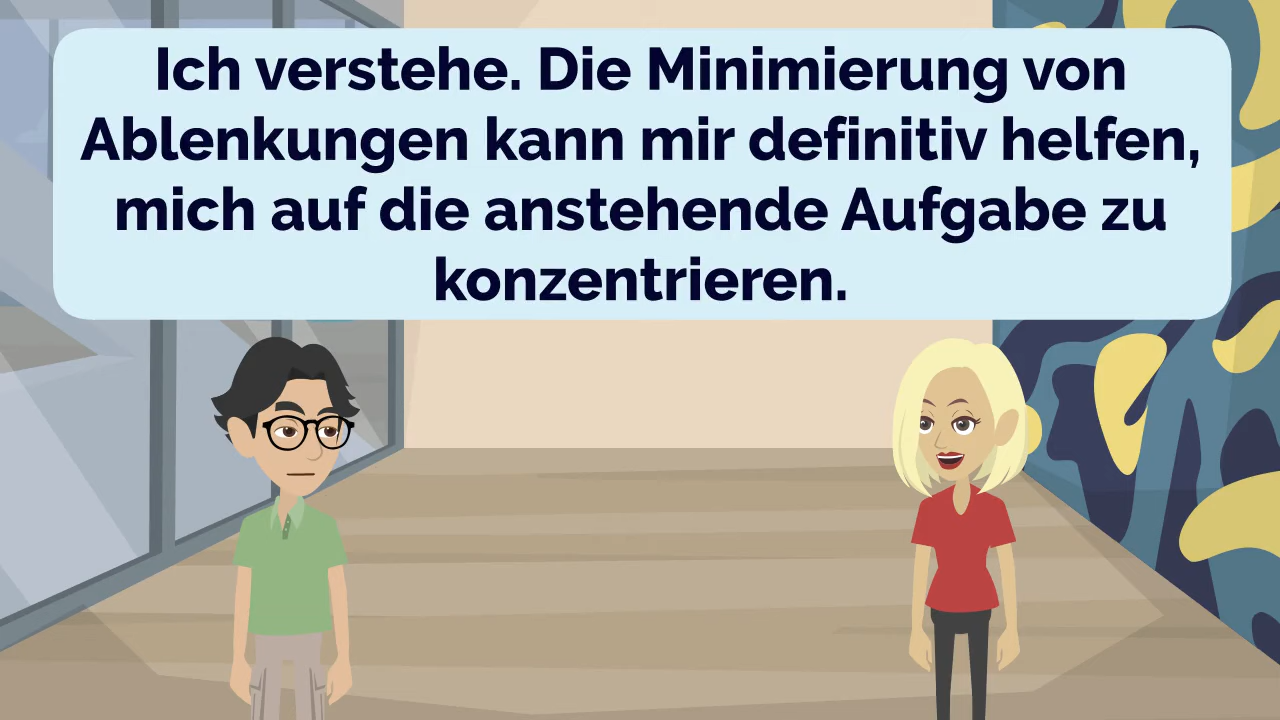 Ich verstehe. Die Minimierung von
Ablenkungen kann mir definitiv helfen,
mich auf die anstehende Aufgabe zu
konzentrieren.